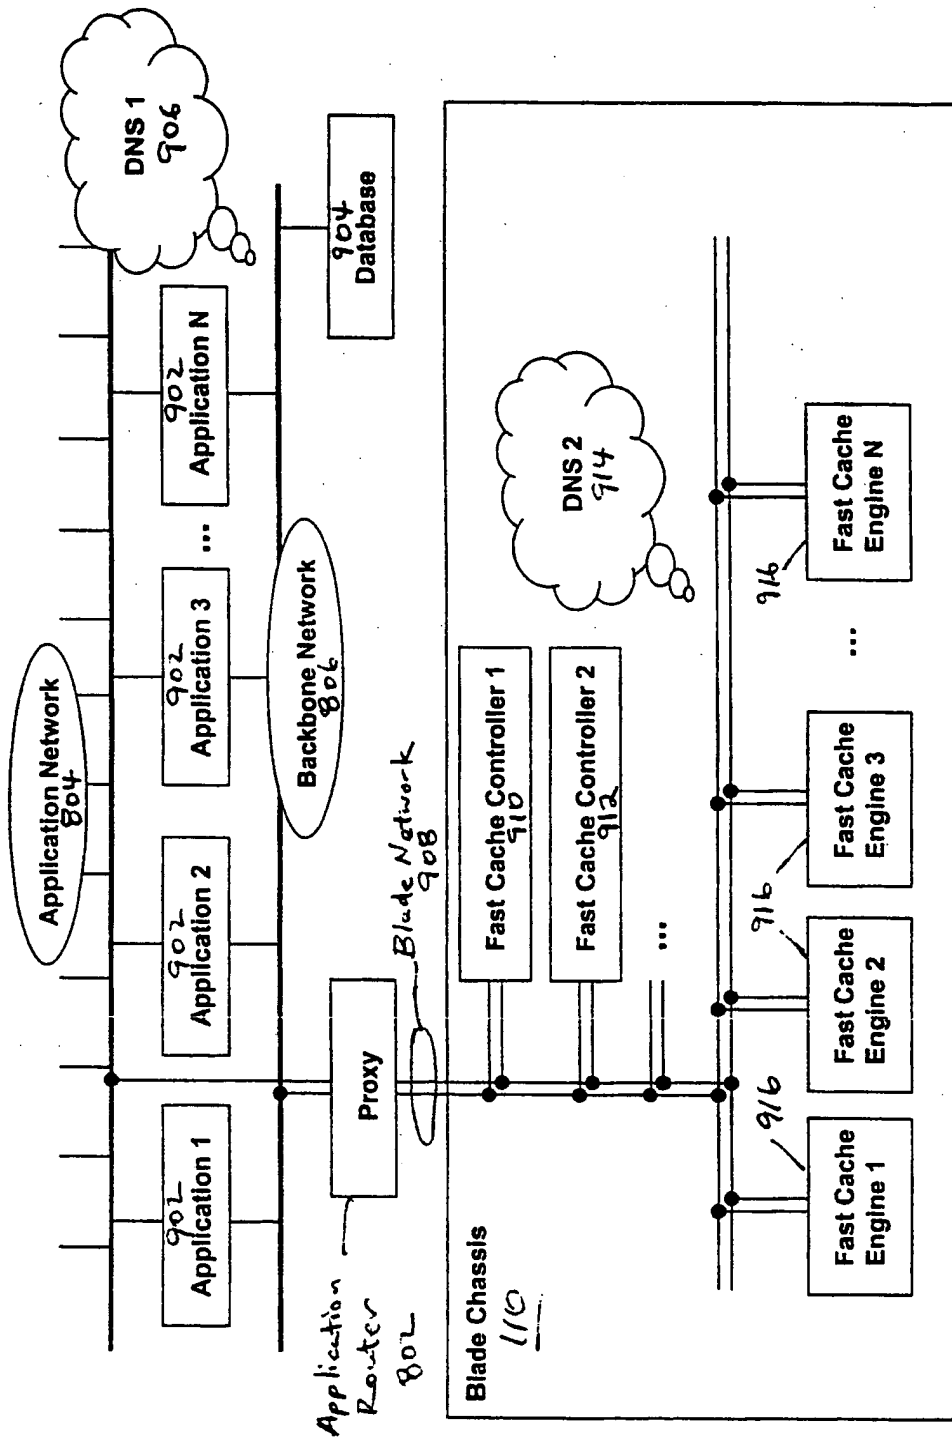 Application Network
804
DNS 1
906
902
Application 1
902
Application 2
902
Application 3
...
902
Application N
Backbone Network
806
904
Database
Application
Router
802
Proxy
Blade Network
908
Blade Chassis
110
Fast Cache Controller 1
910
Fast Cache Controller 2
912
...
DNS 2
914
916
916
916
Fast Cache
Engine 1
Fast Cache
Engine 2
Fast Cache
Engine 3
...
Fast Cache
Engine N